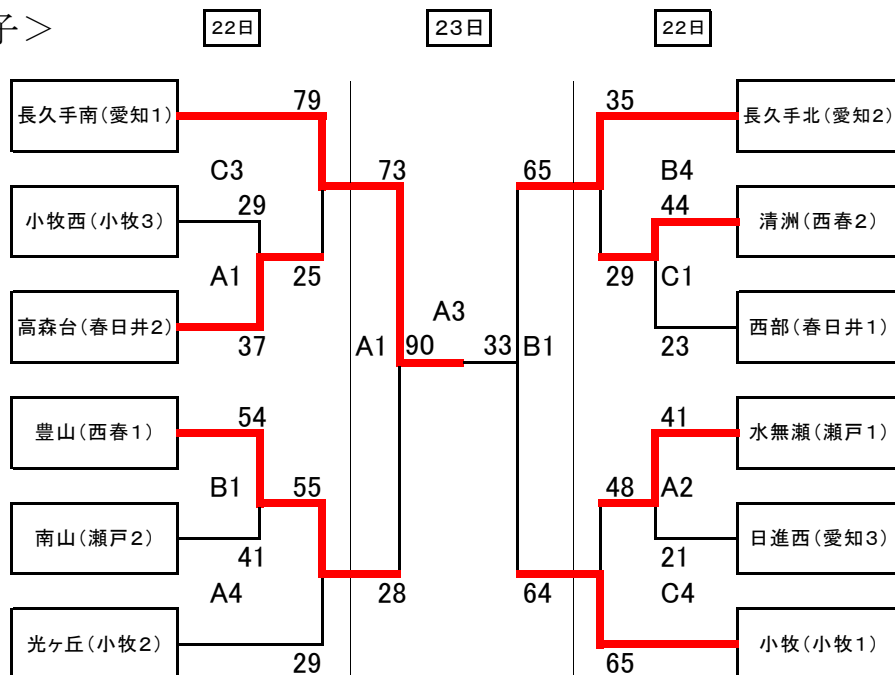 子＞
22日 23日 22日
長久手南(愛知1) 79 35 長久手北(愛知2)
C3 73 65 B4
小牧西(小牧3) 29 44 清洲(西春2)
A1 25 29 C1
高森台(春日井2) A3 西部(春日井1)
37 A1 90 33 B1 23
豊山(西春1) 54 41 水無瀬(瀬戸1)
B1 55 48 A2
南山(瀬戸2) 41 21 日進西(愛知3)
A4 28 64 C4
光ヶ丘(小牧2) 29 65 小牧(小牧1)